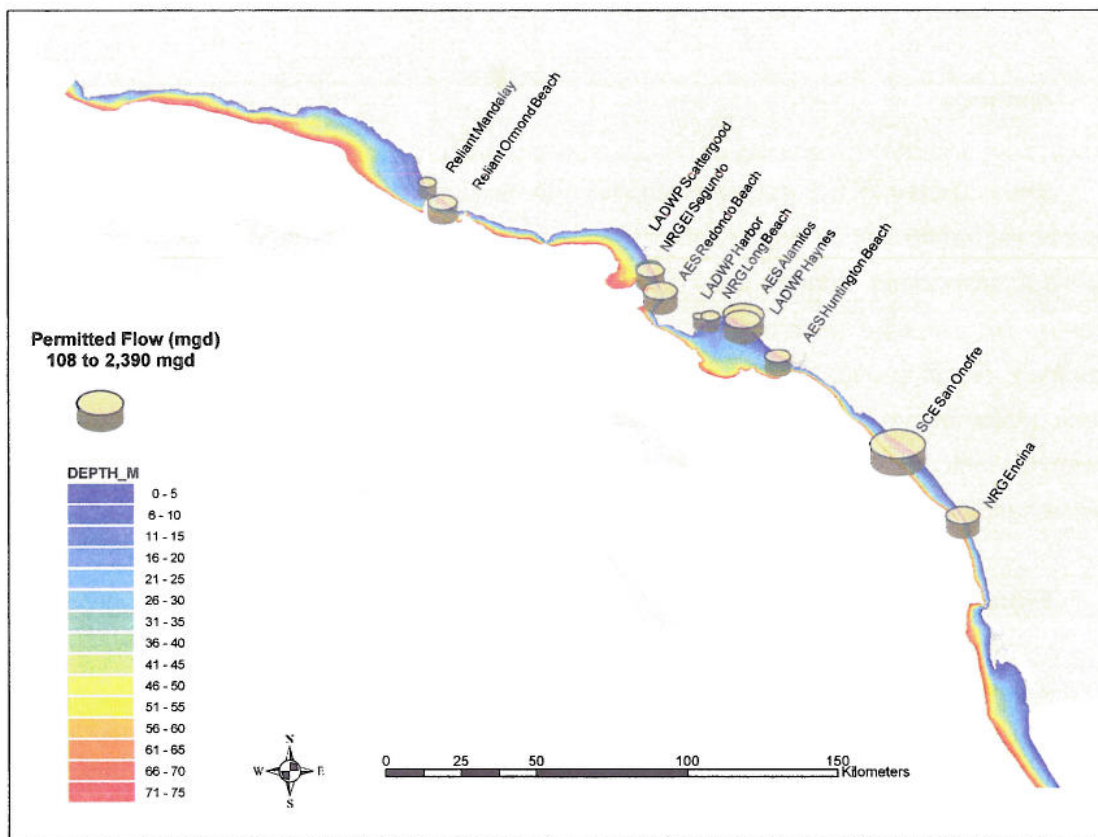 Reliant Mandalay
Reliant Ormond Beach
LADWP Scattergood
NRG El Segundo
AES Redondo Beach
LADWP Harbor
NRG Long Beach
AES Alamitos
LADWP Haynes
AES Huntington Beach
SCE San Onofre
NRG Encina
Permitted Flow (mgd)
108 to 2,390 mgd
DEPTH_M
0 - 5
6 - 10
11 - 15
16 - 20
21 - 25
26 - 30
31 - 35
36 - 40
41 - 45
46 - 50
51 - 55
56 - 60
61 - 65
66 - 70
71 - 75
N
W E
S
0 25 50 100 150
Kilometers